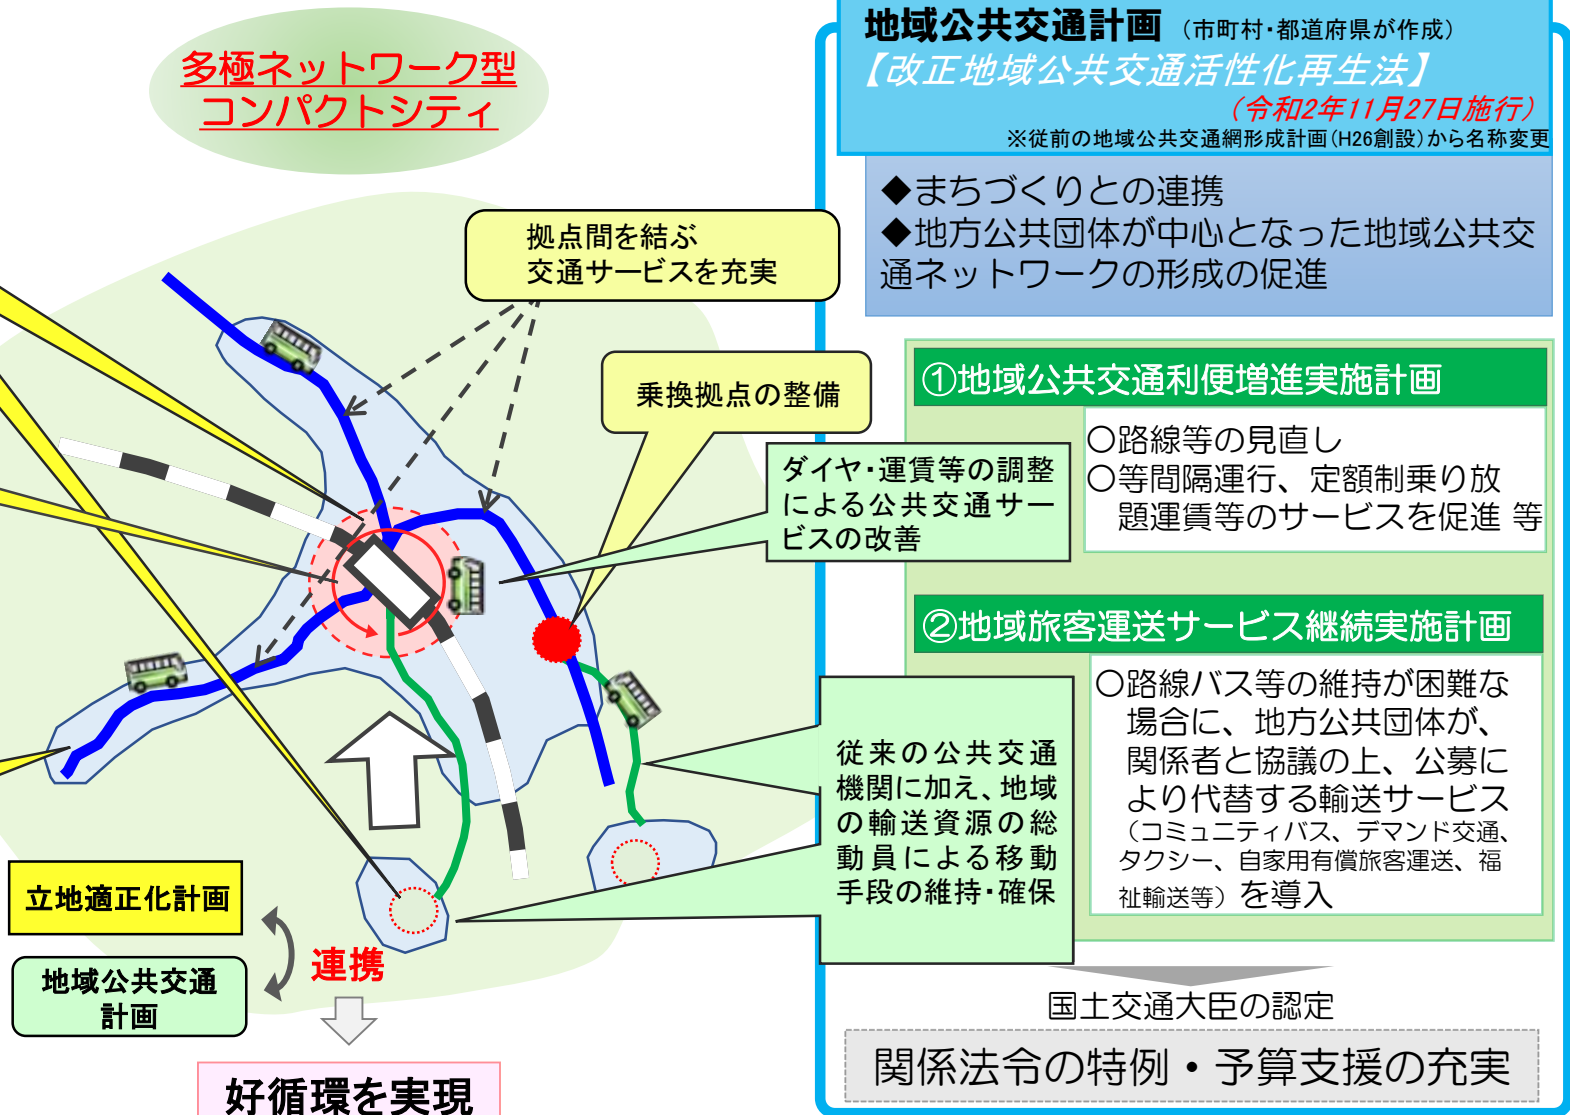 多極ネットワーク型
コンパクトシティ
拠点間を結ぶ
交通サービスを充実
乗換拠点の整備
ダイヤ・運賃等の調整
による公共交通サー
ビスの改善
従来の公共交通
機関に加え、地域
の輸送資源の総
動員による移動
手段の維持・確保
立地適正化計画
連携
地域公共交通
計画
好循環を実現
地域公共交通計画 （市町村・都道府県が作成）
【改正地域公共交通活性化再生法】
（令和2年11月27日施行）
※従前の地域公共交通網形成計画（H26創設）から名称変更
◆まちづくりとの連携
◆地方公共団体が中心となった地域公共交
通ネットワークの形成の促進
①地域公共交通利便増進実施計画
○路線等の見直し
○等間隔運行、定額制乗り放
題運賃等のサービスを促進 等
②地域旅客運送サービス継続実施計画
○路線バス等の維持が困難な
場合に、地方公共団体が、
関係者と協議の上、公募に
より代替する輸送サービス
（コミュニティバス、デマンド交通、
タクシー、自家用有償旅客運送、福
祉輸送等）を導入
国土交通大臣の認定
関係法令の特例・予算支援の充実